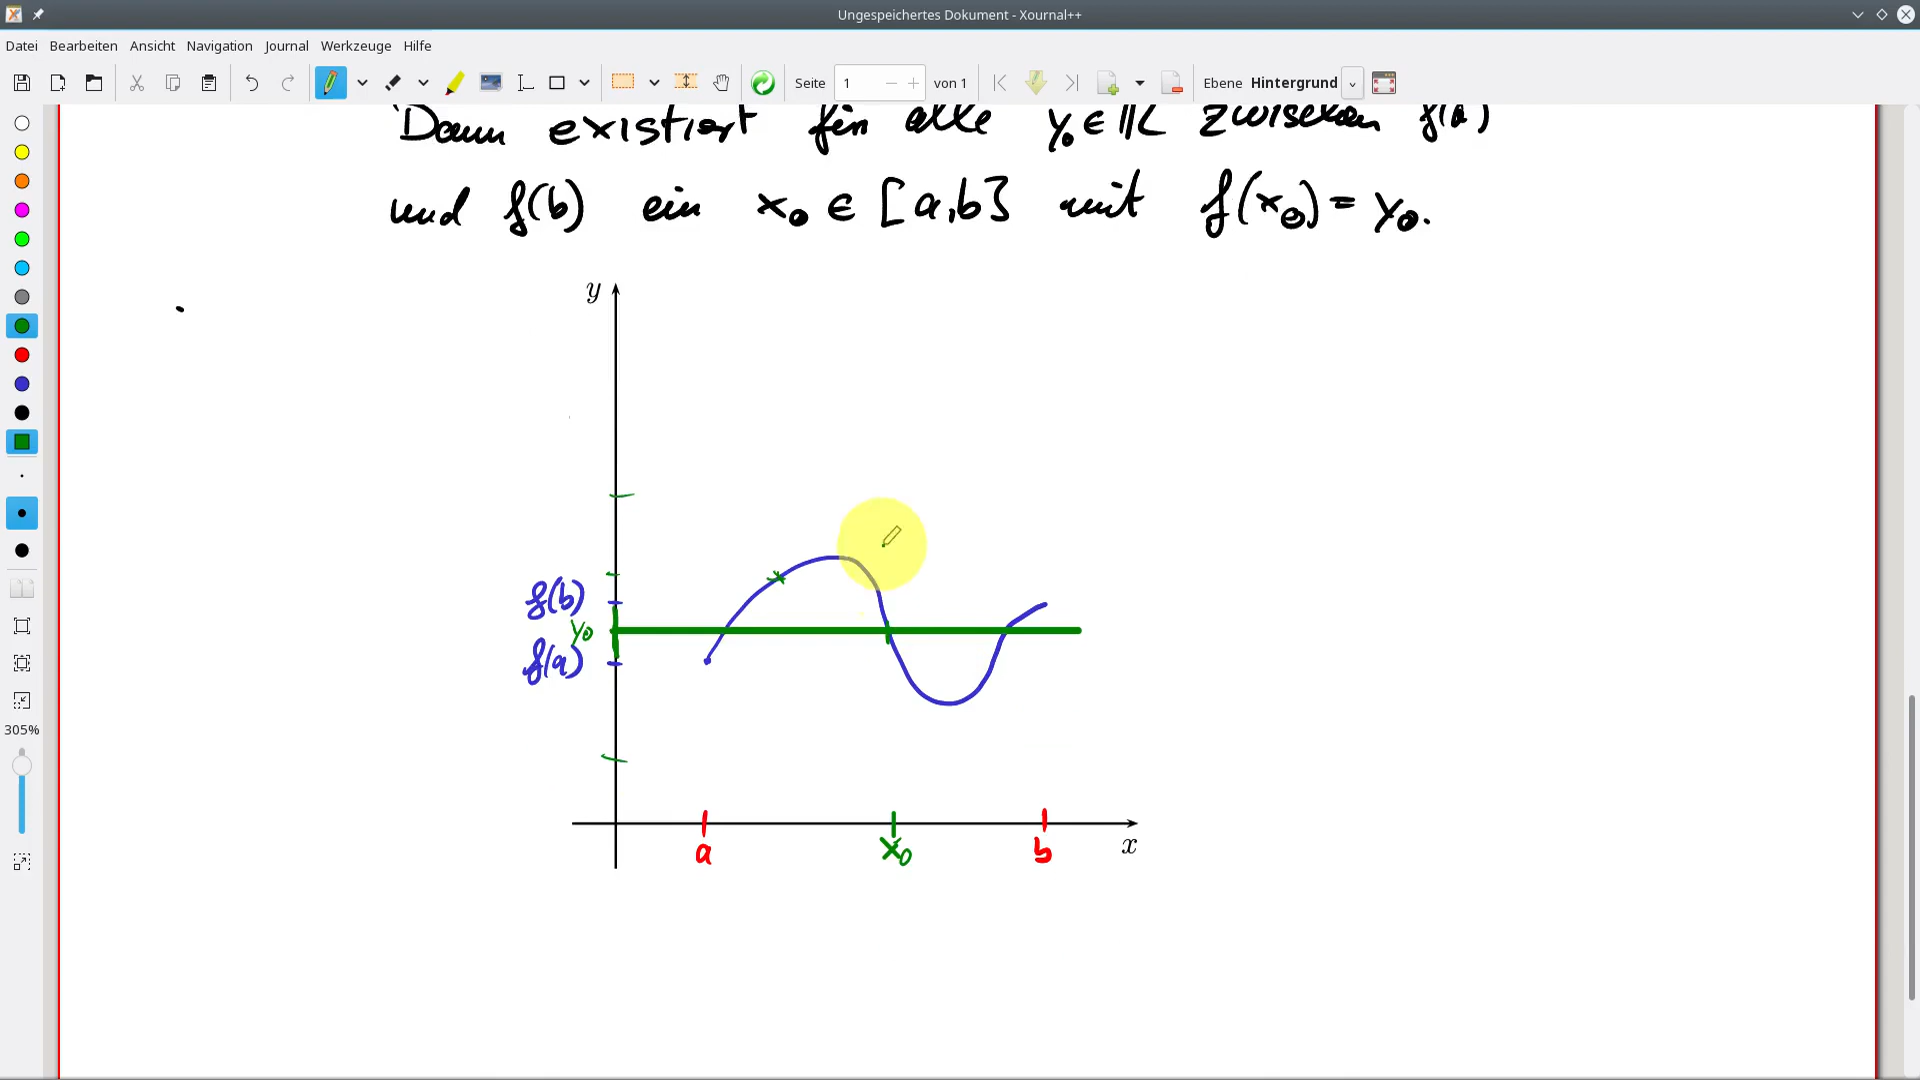 Ungespeichertes Dokument - Xournal++
Datei Bearbeiten Ansicht Navigation Journal Werkzeuge Hilfe
Seite 1 von 1 Ebene Hintergrund
Dann existiert für alle y₀ ∈ ℝ zwischen f(a)
und f(b) ein x₀ ∈ [a,b] mit f(x₀) = y₀.
y
f(b)
y₀
f(a)
305%
a x₀ b x